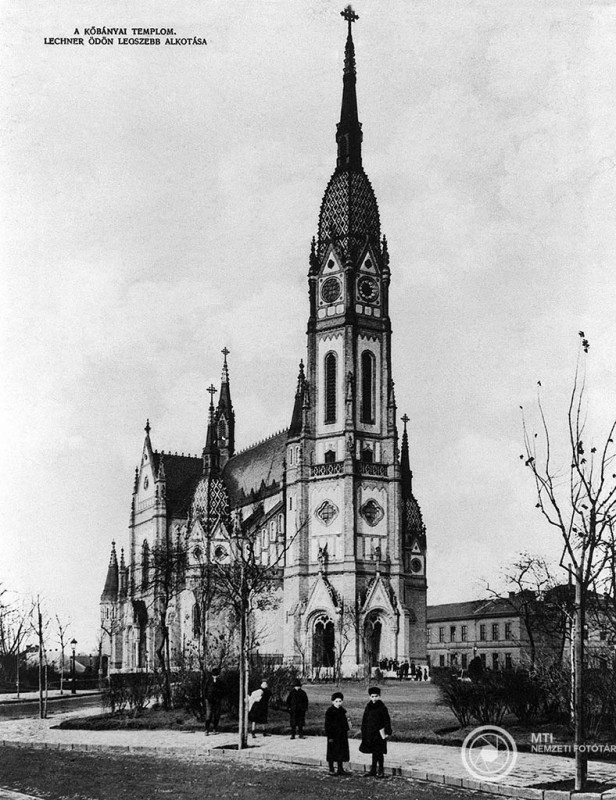 A KŐBÁNYAI TEMPLOM.
LECHNER ÖDÖN LEGSZEBB ALKOTÁSA
MTI
NEMZETI FOTÓTÁR